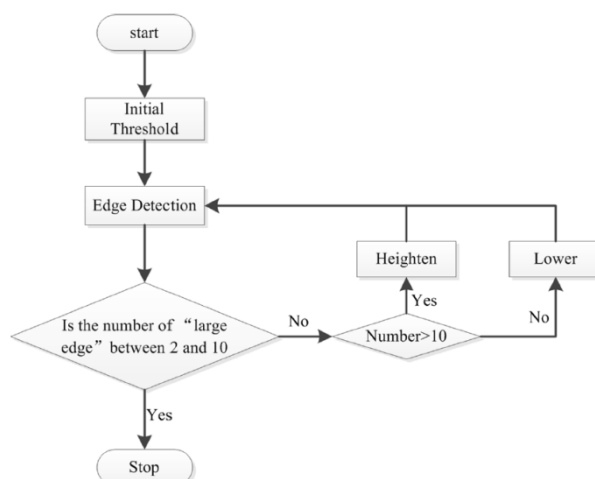 start
Initial
Threshold
Edge Detection
Heighten
Lower
Yes
No
No
Is the number of “large
edge” between 2 and 10
Number>10
Yes
Stop